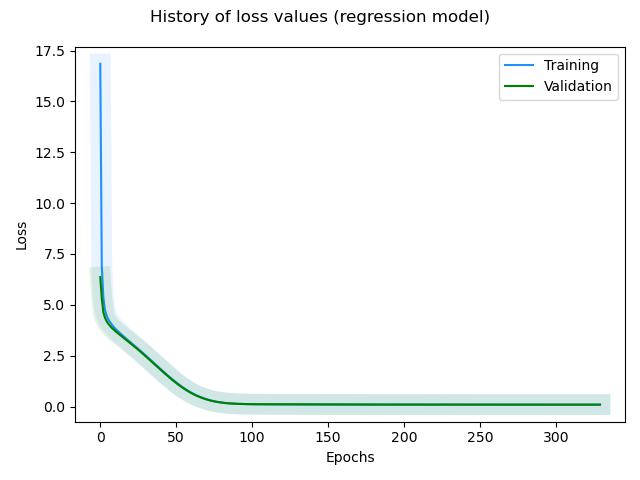 History of loss values (regression model)
17.5
15.0
12.5
10.0
7.5
5.0
2.5
0.0
Loss
Training
Validation
0 50 100 150 200 250 300
Epochs